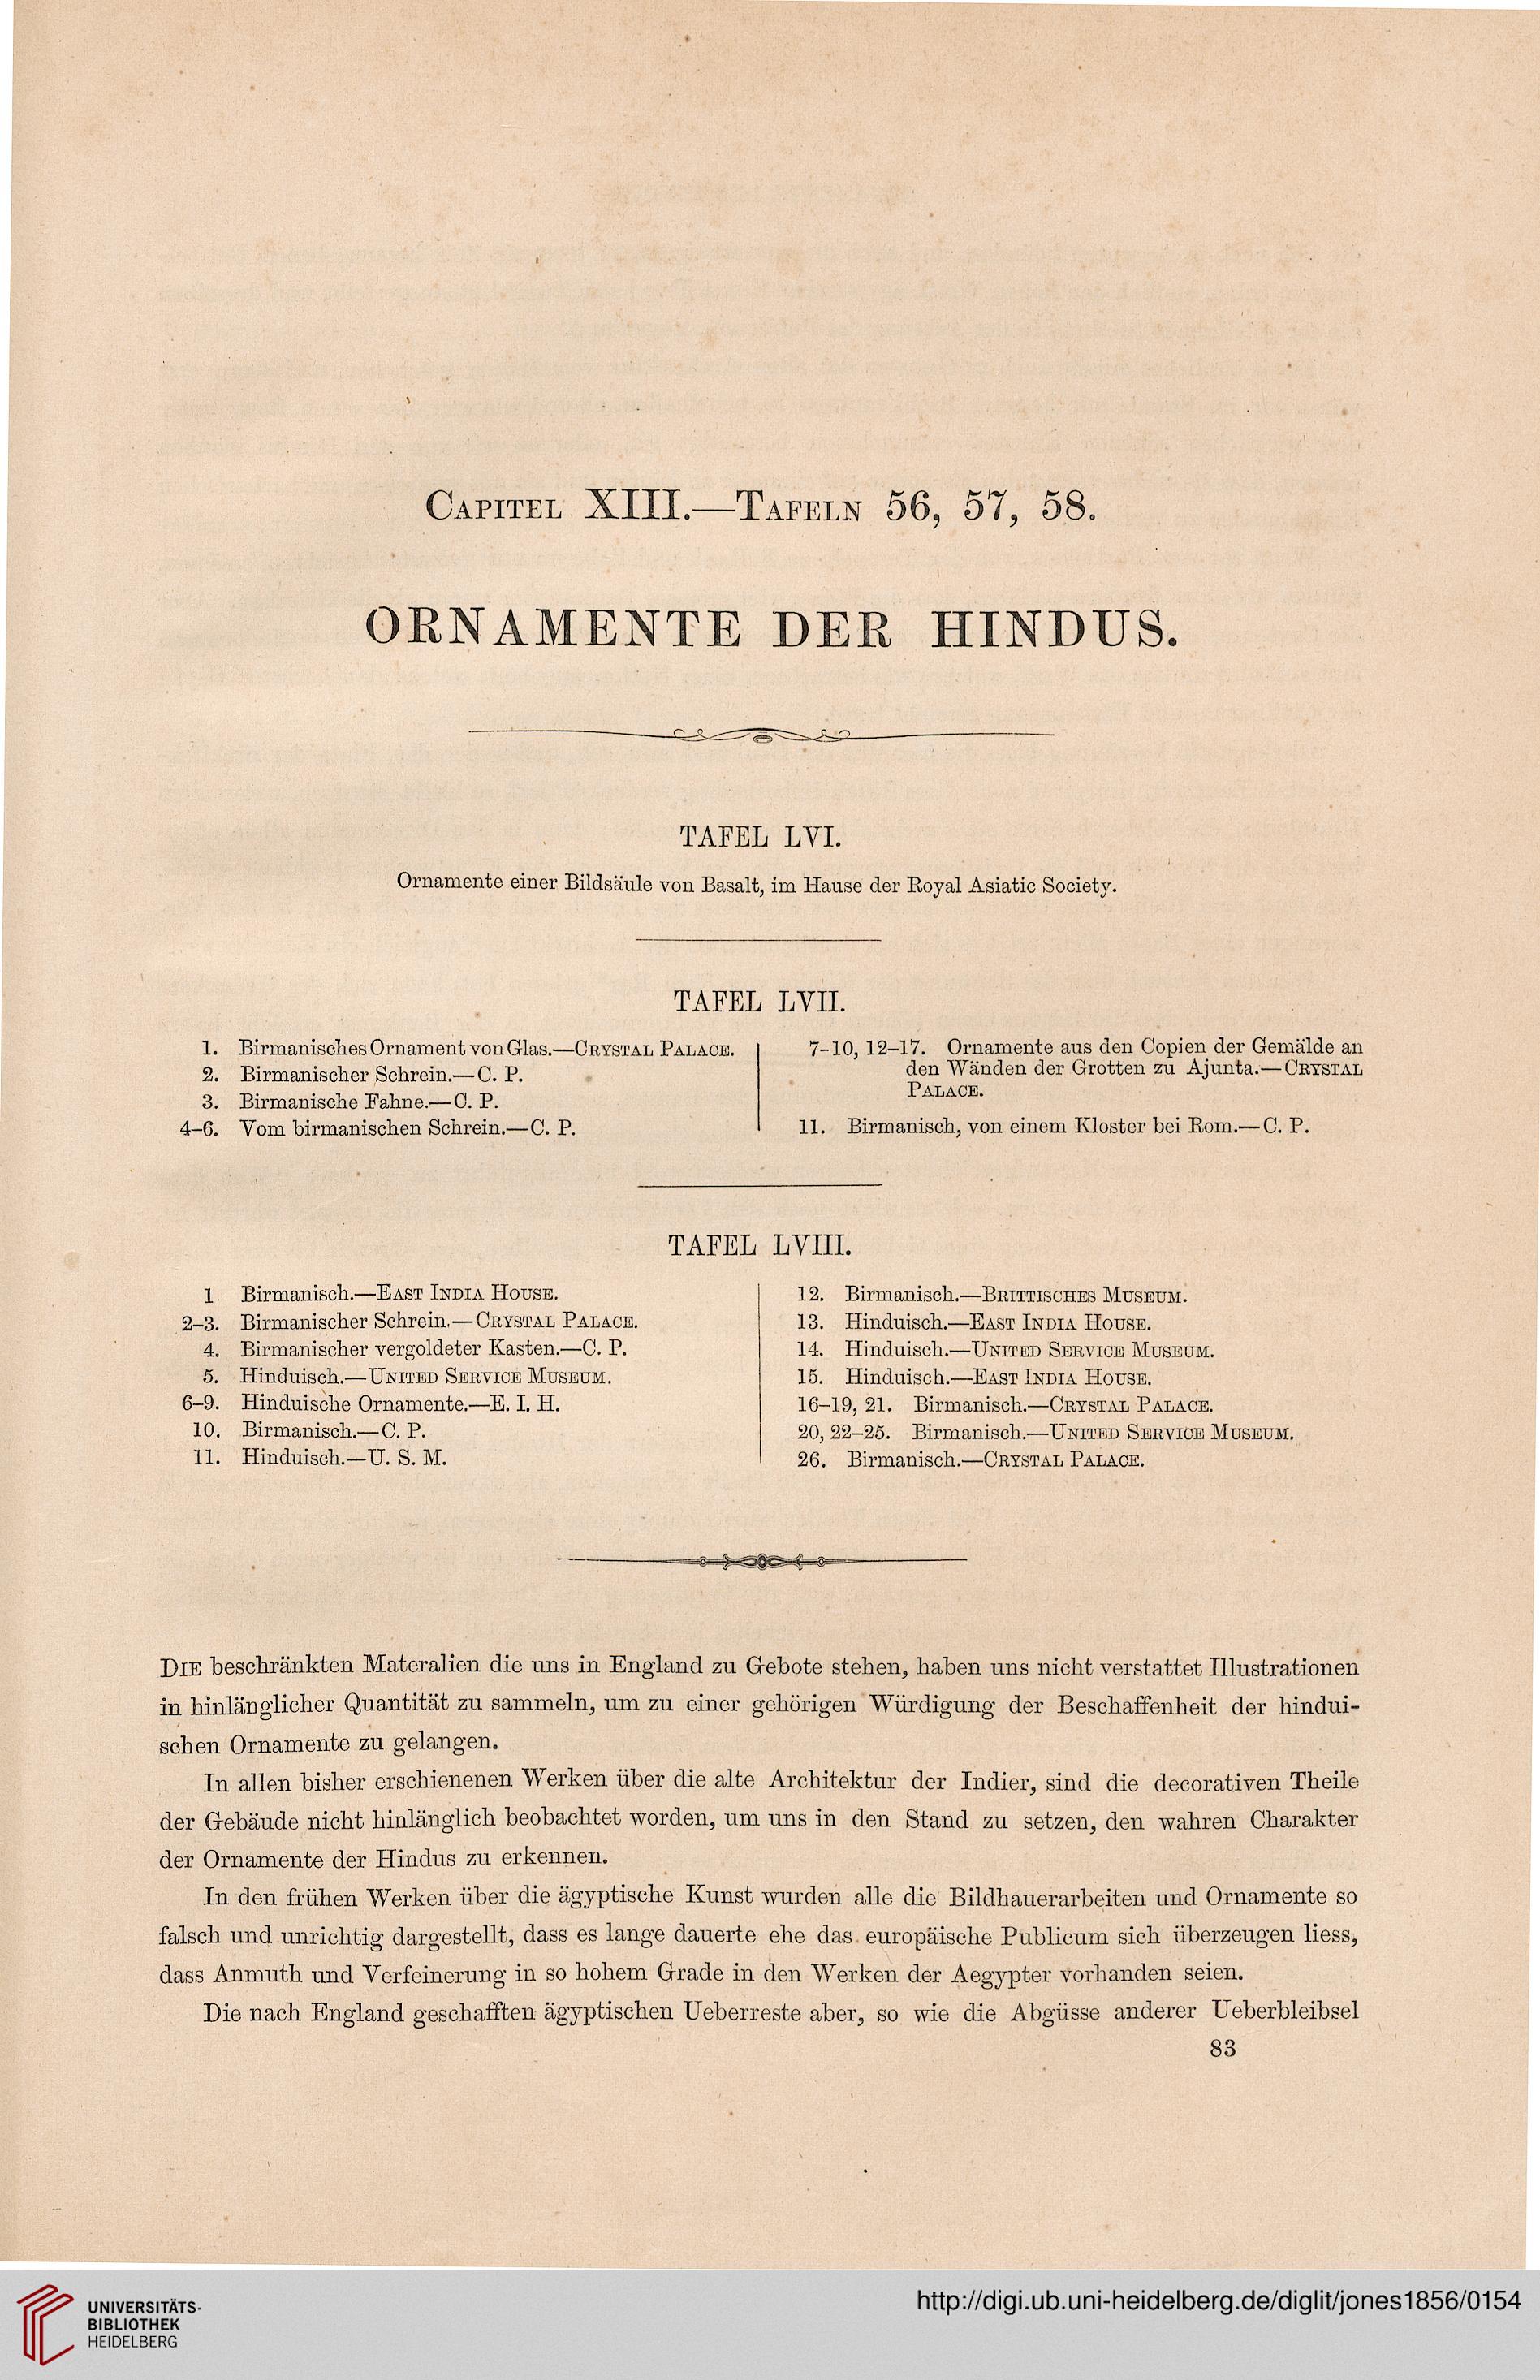 CAPITEL XIII.—TAFELN 56, 57, 58.
ORNAMENTE DER HINDUS.
TAFEL LVI.
Ornamente einer Bildsäule von Basalt, im Hause der Royal Asiatic Society.
TAFEL LVII.
1. Birmanisches Ornament von Glas.—CRYSTAL PALACE.
2. Birmanischer Schrein.—C. P.
3. Birmanische Fahne.—C. P.
4–6. Vom birmanischen Schrein.—C. P.
7–10, 12–17. Ornamente aus den Copien der Gemälde an
den Wänden der Grotten zu Ajunta.—CRYSTAL
PALACE.
11. Birmanisch, von einem Kloster bei Rom.—C. P.
TAFEL LVIII.
1 Birmanisch.—EAST INDIA HOUSE.
2–3. Birmanischer Schrein.—CRYSTAL PALACE.
4. Birmanischer vergoldeter Kasten.—C. P.
5. Hinduisch.—UNITED SERVICE MUSEUM.
6–9. Hinduische Ornamente.—E. I. H.
10. Birmanisch.—C. P.
11. Hinduisch.—U. S. M.
12. Birmanisch.—BRITTISCHES MUSEUM.
13. Hinduisch.—EAST INDIA HOUSE.
14. Hinduisch.—UNITED SERVICE MUSEUM.
15. Hinduisch.—EAST INDIA HOUSE.
16–19, 21. Birmanisch.—CRYSTAL PALACE.
20, 22–25. Birmanisch.—UNITED SERVICE MUSEUM.
26. Birmanisch.—CRYSTAL PALACE.
DIE beschränkten Materalien die uns in England zu Gebote stehen, haben uns nicht verstattet Illustrationen
in hinlänglicher Quantität zu sammeln, um zu einer gehörigen Würdigung der Beschaffenheit der hindui-
schen Ornamente zu gelangen.
In allen bisher erschienenen Werken über die alte Architektur der Indier, sind die decorativen Theile
der Gebäude nicht hinlänglich beobachtet worden, um uns in den Stand zu setzen, den wahren Charakter
der Ornamente der Hindus zu erkennen.
In den frühen Werken über die ägyptische Kunst wurden alle die Bildhauerarbeiten und Ornamente so
falsch und unrichtig dargestellt, dass es lange dauerte ehe das europäische Publicum sich überzeugen liess,
dass Anmuth und Verfeinerung in so hohem Grade in den Werken der Aegypter vorhanden seien.
Die nach England geschafften ägyptischen Ueberreste aber, so wie die Abgüsse anderer Ueberbleibsel
83
UNIVERSITÄTS-
BIBLIOTHEK
HEIDELBERG
http://digi.ub.uni-heidelberg.de/diglit/jones1856/0154